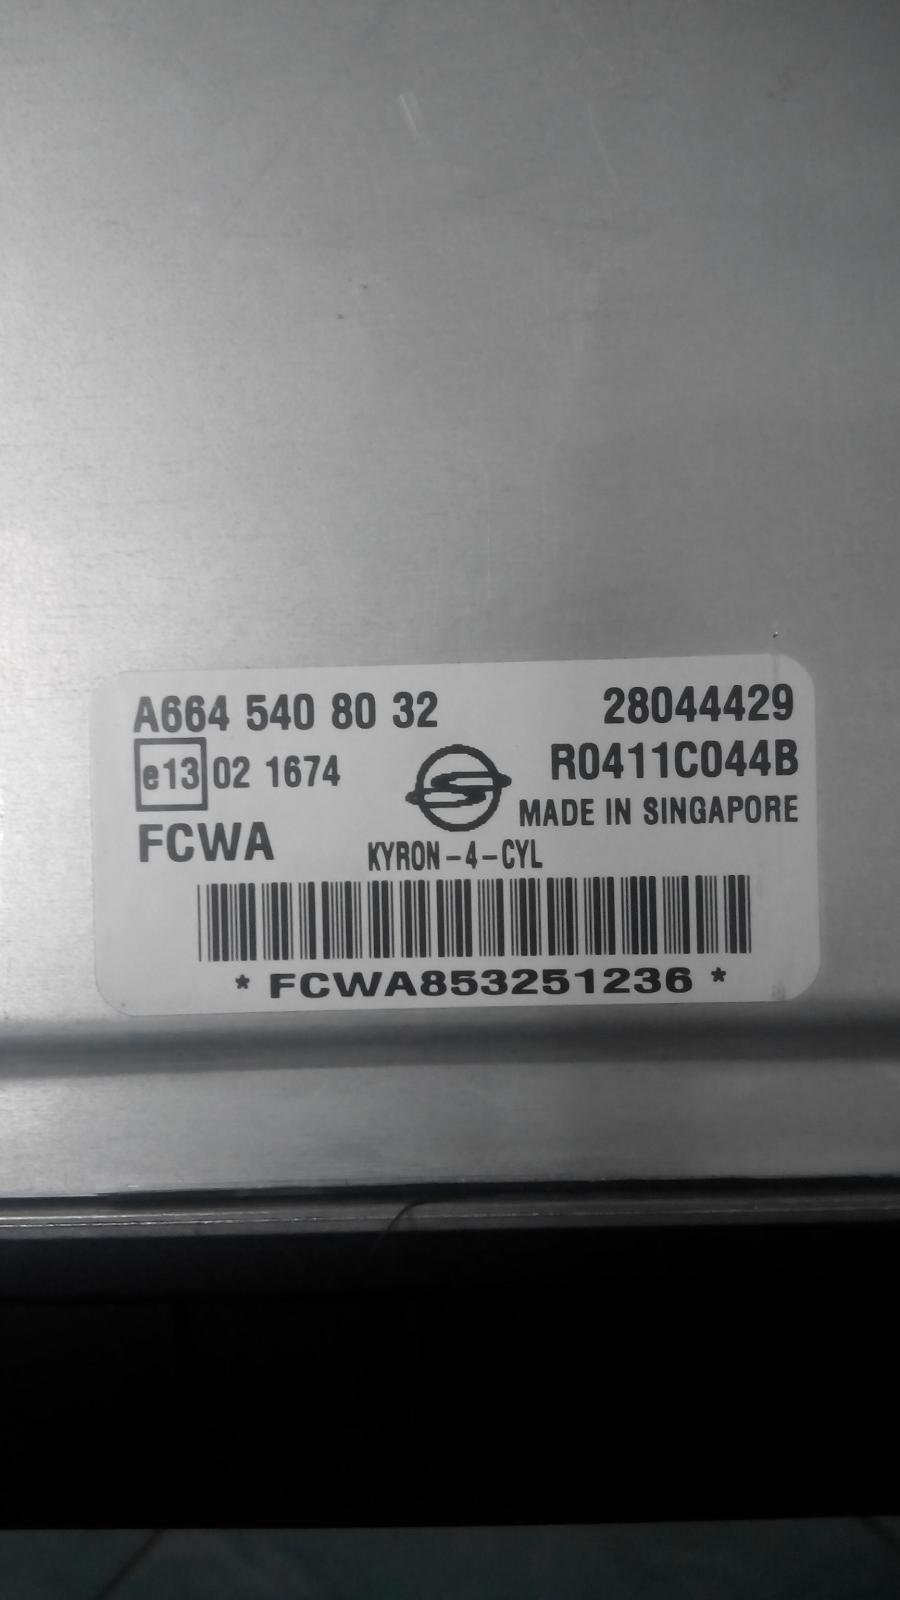 A664 540 80 32 28044429
e13 02 1674 R0411C044B
MADE IN SINGAPORE
FCWA KYRON-4-CYL
* FCWA853251236 *